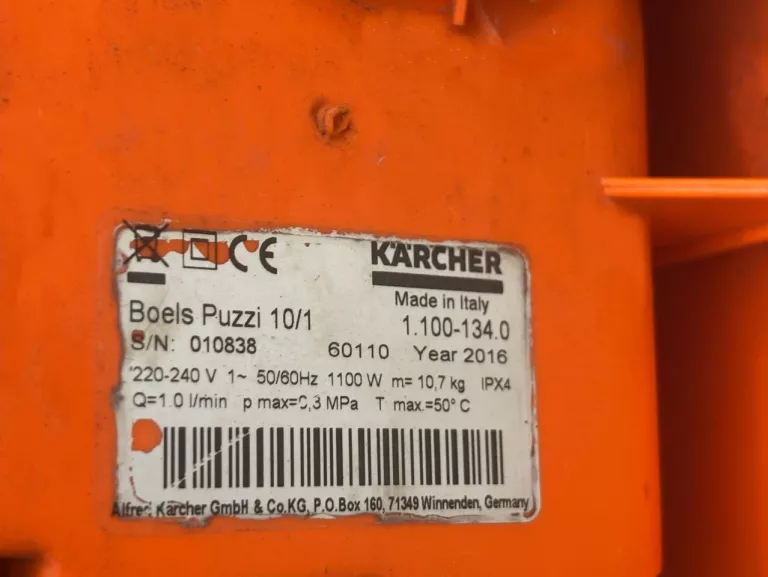 CE
KÄRCHER
Made in Italy
Boels Puzzi 10/1
1.100-134.0
S/N: 010838
60110 Year 2016
220-240 V 1~ 50/60Hz 1100 W m= 10,7 kg IPX4
Q=1.0 l/min p max=0,3 MPa T max.=50° C
Alfred Kärcher GmbH & Co.KG, P.O.Box 160, 71349 Winnenden, Germany